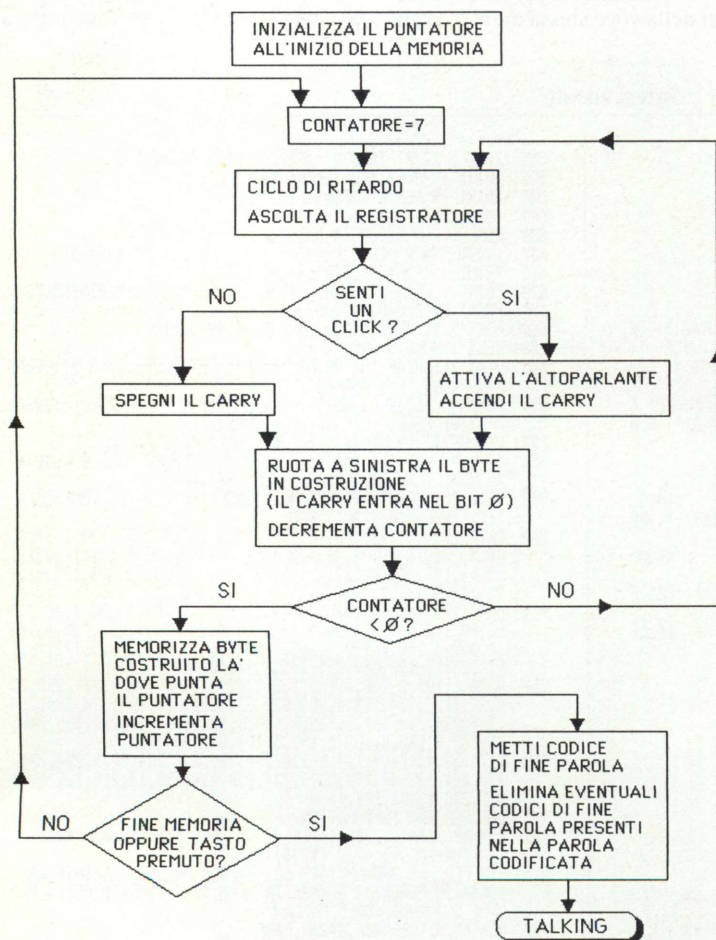 INIZIALIZZA IL PUNTATORE
ALL'INIZIO DELLA MEMORIA
CONTATORE=7
CICLO DI RITARDO
ASCOLTA IL REGISTRATORE
NO
SENTI
UN
CLICK ?
SI
SPEGNI IL CARRY
ATTIVA L'ALTOPARLANTE
ACCENDI IL CARRY
RUOTA A SINISTRA IL BYTE
IN COSTRUZIONE
(IL CARRY ENTRA NEL BIT Ø)
DECREMENTA CONTATORE
SI
CONTATORE
<Ø?
NO
MEMORIZZA BYTE
COSTRUITO LA'
DOVE PUNTA
IL PUNTATORE
INCREMENTA
PUNTATORE
NO
FINE MEMORIA
OPPURE TASTO
PREMUTO?
SI
METTI CODICE
DI FINE PAROLA
ELIMINA EVENTUALI
CODICI DI FINE
PAROLA PRESENTI
NELLA PAROLA
CODIFICATA
TALKING